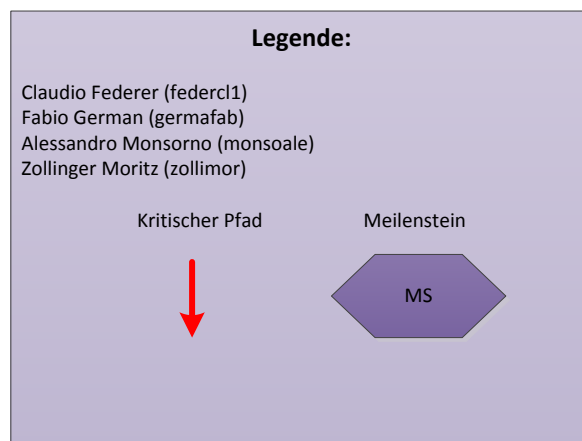 Legende:
Claudio Federer (federcl1)
Fabio German (germafab)
Alessandro Monsorno (monsoale)
Zollinger Moritz (zollimor)
Kritischer Pfad Meilenstein
MS